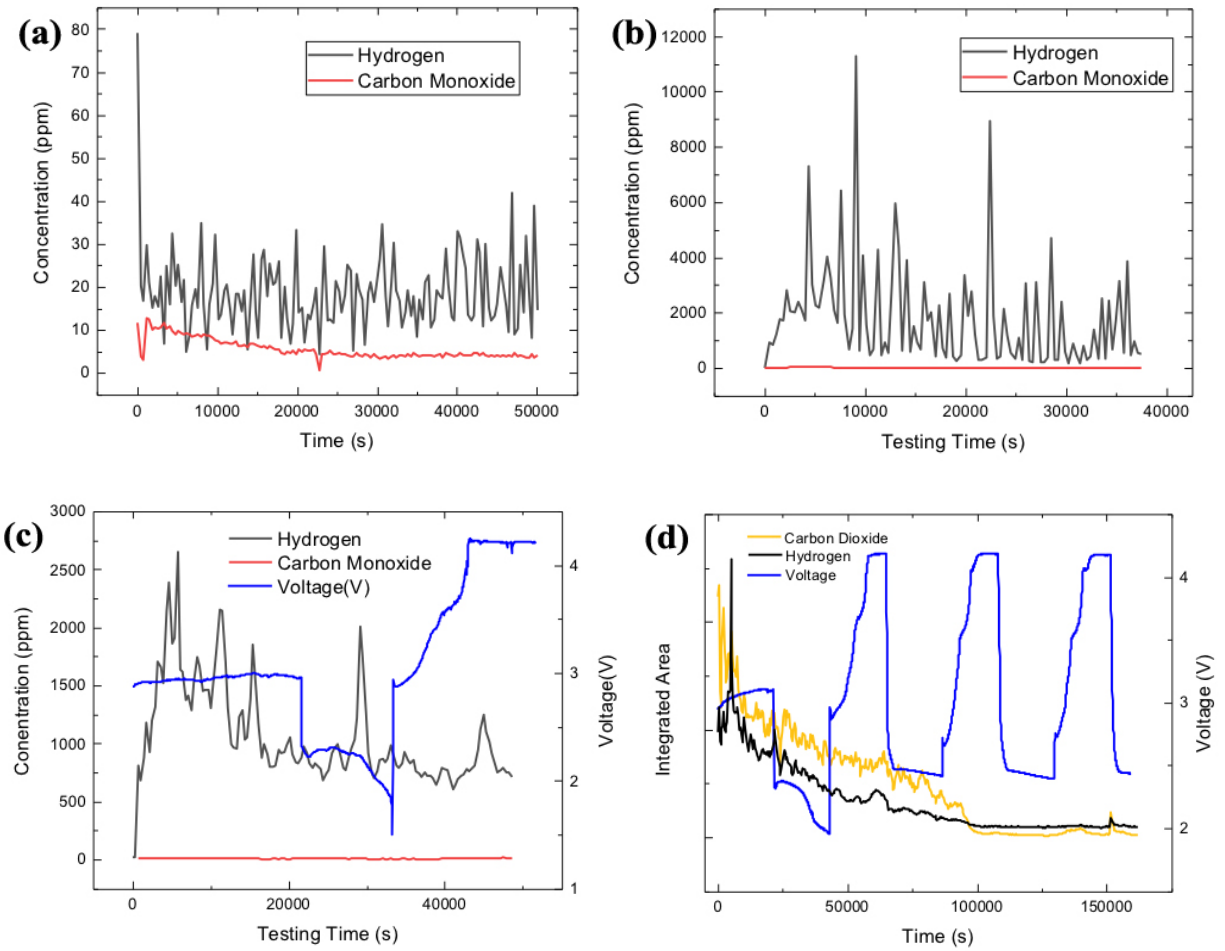 (a)
80
70
60
50
40
30
20
10
0
Concentration (ppm)
Hydrogen
Carbon Monoxide
0 10000 20000 30000 40000 50000
Time (s)
(b)
12000
10000
8000
6000
4000
2000
0
Concentration (ppm)
Hydrogen
Carbon Monoxide
0 10000 20000 30000 40000
Testing Time (s)
(c)
3000
2500
2000
1500
1000
500
0
Conentration (ppm)
Hydrogen
Carbon Monoxide
Voltage(V)
4
3
2
1
Voltage(V)
0 20000 40000
Testing Time (s)
(d)
Integrated Area
Carbon Dioxide
Hydrogen
Voltage
4
3
2
Voltage (V)
0 50000 100000 150000
Time (s)